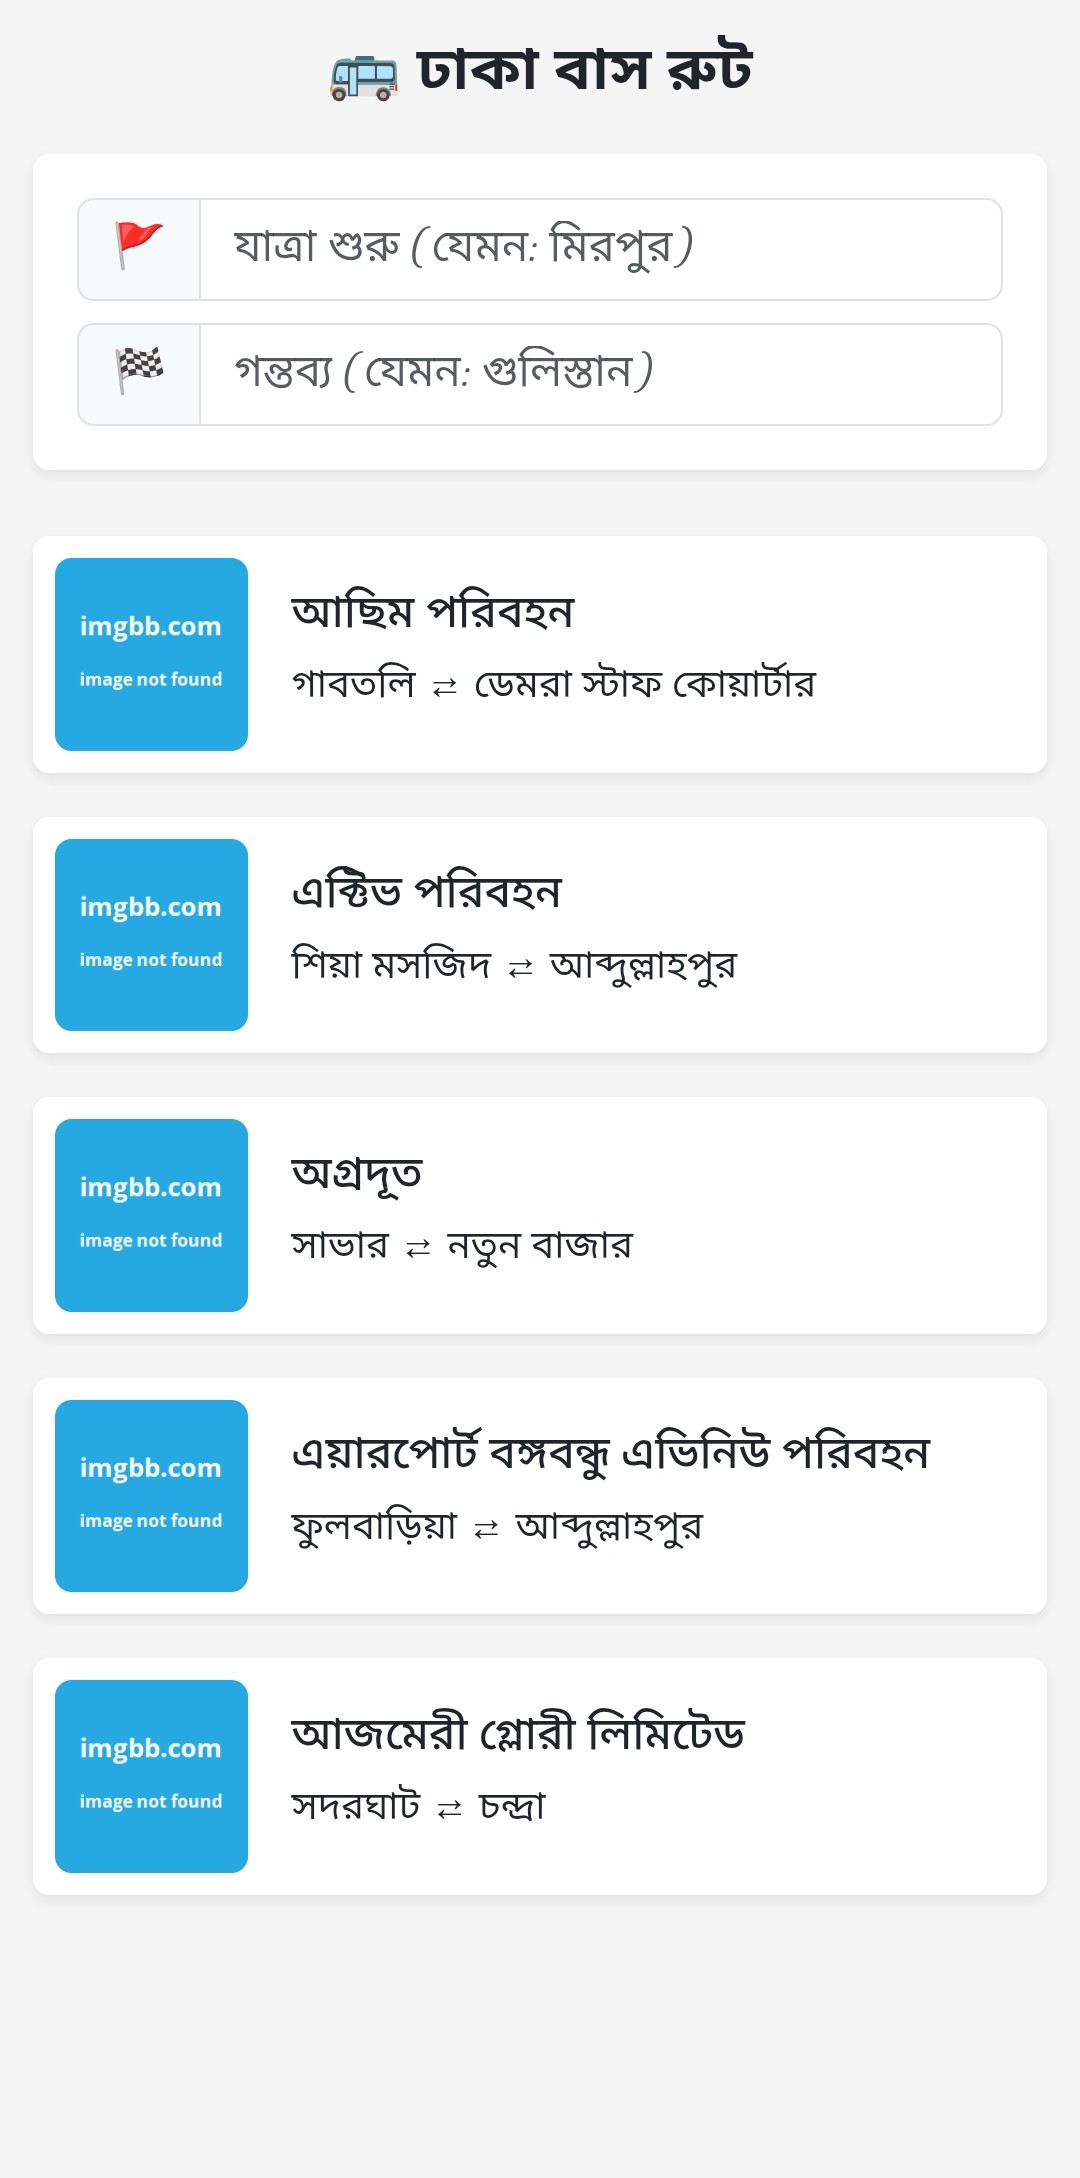 🚌 ঢাকা বাস রুট
🚩 যাত্রা শুরু (যেমন: মিরপুর)
🏁 গন্তব্য (যেমন: গুলিস্তান)
imgbb.com
image not found
আছিম পরিবহন
গাবতলি ⇄ ডেমরা স্টাফ কোয়ার্টার
imgbb.com
image not found
এক্টিভ পরিবহন
শিয়া মসজিদ ⇄ আব্দুল্লাহপুর
imgbb.com
image not found
অগ্রদূত
সাভার ⇄ নতুন বাজার
imgbb.com
image not found
এয়ারপোর্ট বঙ্গবন্ধু এভিনিউ পরিবহন
ফুলবাড়িয়া ⇄ আব্দুল্লাহপুর
imgbb.com
image not found
আজমেরী গ্লোরী লিমিটেড
সদরঘাট ⇄ চন্দ্রা